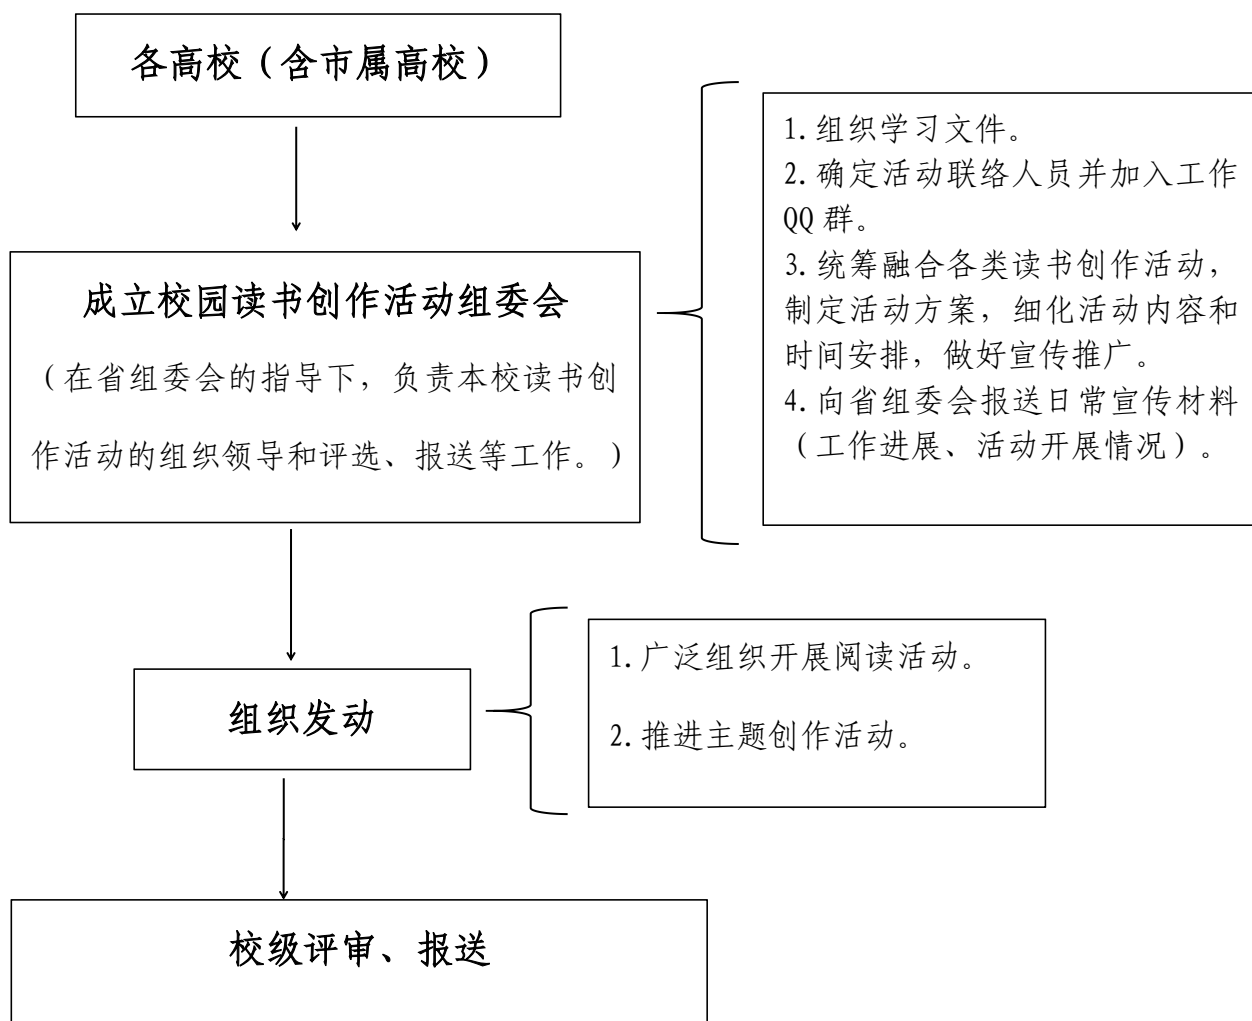 各高校（含市属高校）
成立校园读书创作活动组委会
（在省组委会的指导下，负责本校读书创
作活动的组织领导和评选、报送等工作。）
1.组织学习文件。
2.确定活动联络人员并加入工作
QQ 群。
3.统筹融合各类读书创作活动，
制定活动方案，细化活动内容和
时间安排，做好宣传推广。
4.向省组委会报送日常宣传材料
（工作进展、活动开展情况）。
组织发动
1.广泛组织开展阅读活动。
2.推进主题创作活动。
校级评审、报送